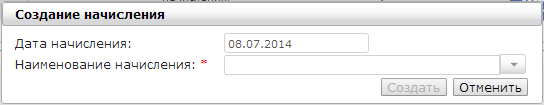 Создание начисления
Дата начисления: 08.07.2014
Наименование начисления: *
Создать Отменить